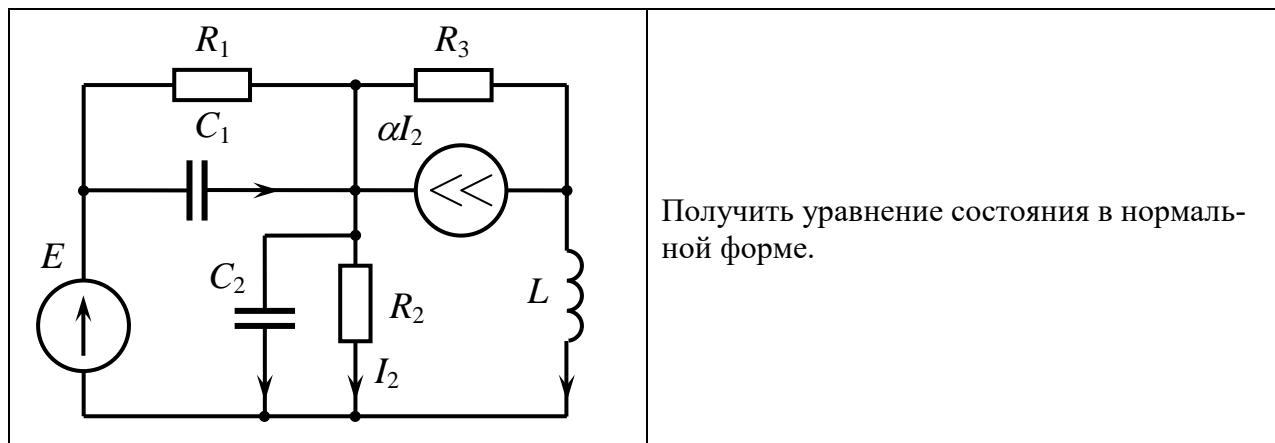 R₁
R₃
C₁
αI₂
E
C₂
R₂
L
I₂
Получить уравнение состояния в нормаль-
ной форме.